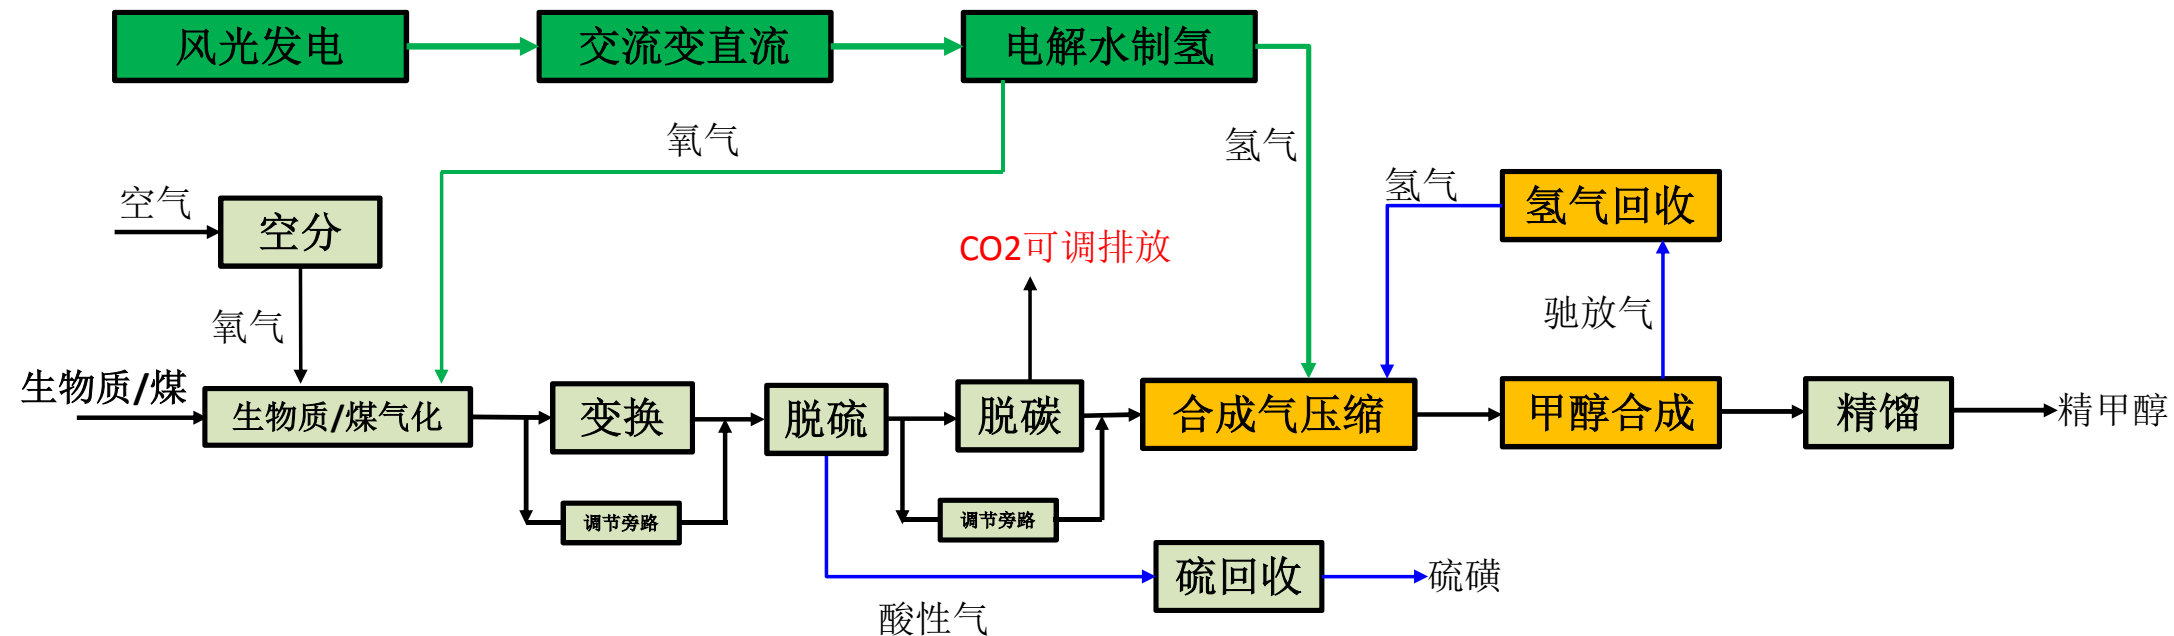 风光发电
交流变直流
电解水制氢
氧气
氢气
空气
空分
氢气
氢气回收
CO2可调排放
氧气
驰放气
生物质/煤
生物质/煤气化
变换
脱硫
脱碳
合成气压缩
甲醇合成
精馏
精甲醇
调节旁路
调节旁路
硫回收
硫磺
酸性气